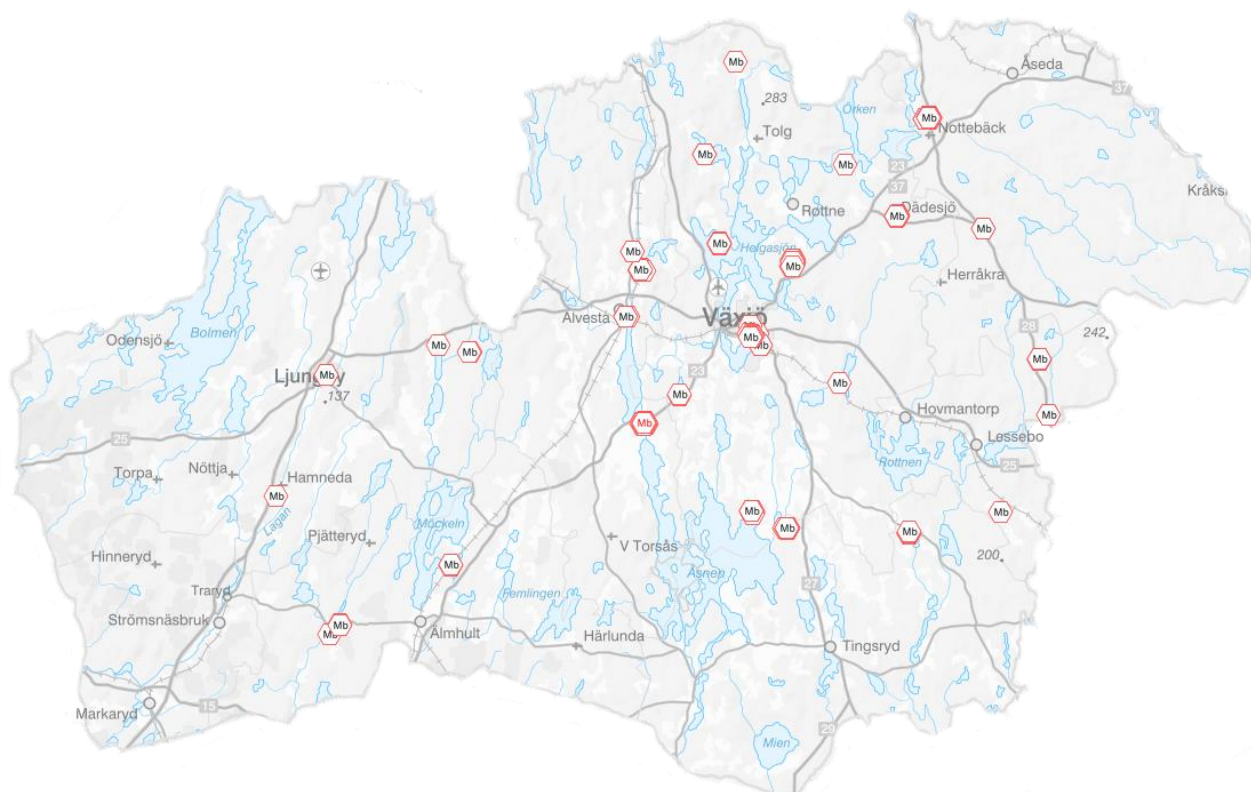 Mb
283
Åseda
37
Örken
Mb
Nottebäck
Tolg
Mb
Mb
23
37
Kråks
Rottne
Mb
Dädesjö
Mb
Mb
Helgasjön
Mb
Mb
Mb
Herråkra
Bolmen
Odensjö
Alvesta
Mb
Växjö
Mb
Mb
28
242
Mb
Mb
Mb
Ljungby
Mb
137
23
Mb
Mb
Mb
Mb
Hovmantorp
25
Lessebo
Torpa
Nöttja
Hamneda
Mb
Rottnen
25
Lagan
Möckeln
Mb
Mb
Mb
Mb
Hinneryd
Pjätteryd
V Torsås
200
Mb
Åsnen
27
Traryd
Femlingen
Strömsnäsbruk
Mb
Mb
Älmhult
Härlunda
Tingsryd
Markaryd
15
29
Mien